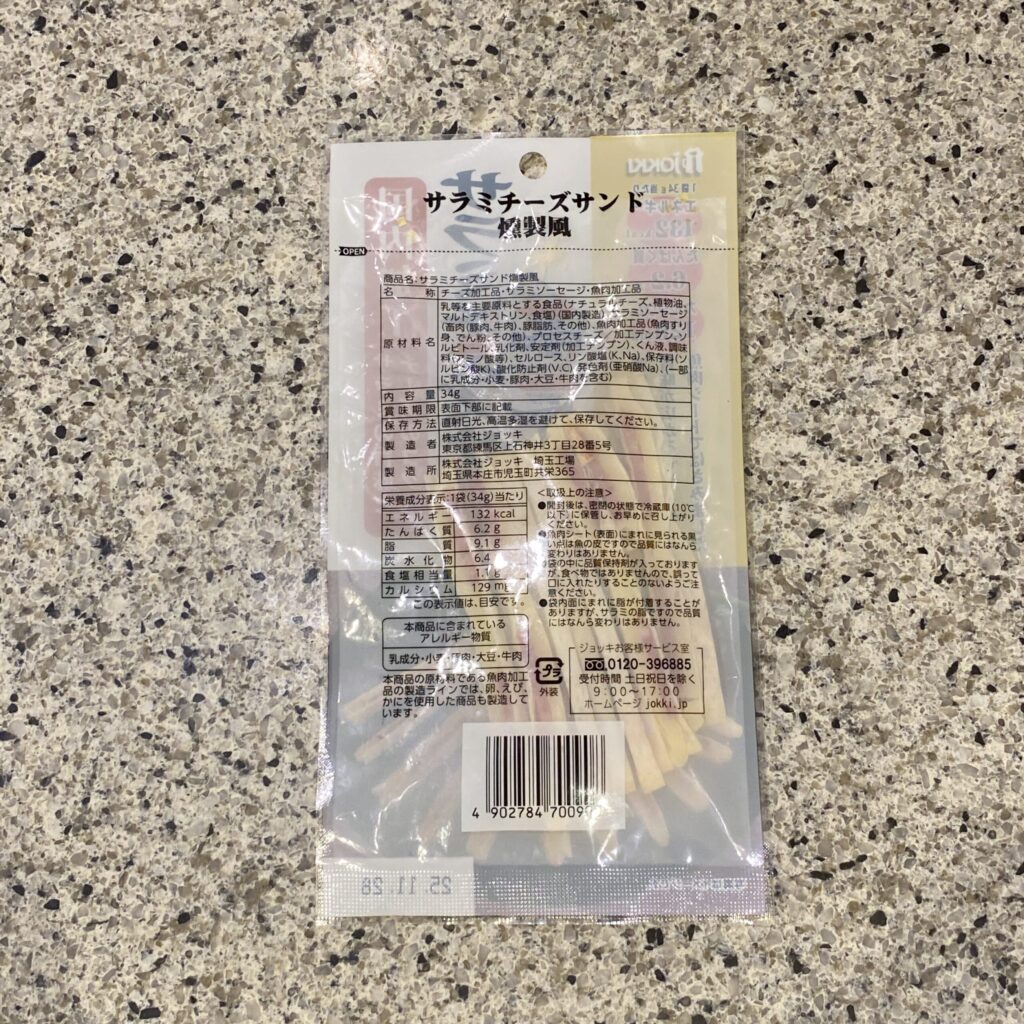 サラミチーズサンド
燻製風
OPEN
商品名:サラミチーズサンド燻製風
名称 チーズ加工品・サラミソーセージ・魚肉加工品
原材料名 乳等を主要原料とする食品(ナチュラルチーズ、植物油、
マルトデキストリン、食塩)(国内製造)、サラミソーセージ
(畜肉(豚肉、牛肉)、豚脂肪、その他)、魚肉加工品(魚肉すり
身、でん粉、その他)、プロセスチーズ/加工デンプン、ソ
ルビトール、乳化剤、安定剤(加工デンプン)、くん液、調味
料(アミノ酸等)、セルロース、リン酸塩(K、Na)、保存料(ソ
ルビン酸K)、酸化防止剤(V.C)、発色剤(亜硝酸Na)、(一部
に乳成分・小麦・豚肉・大豆・牛肉を含む)
内容量 34g
賞味期限 表面下部に記載
保存方法 直射日光、高温多湿を避けて、保存してください。
製造者 株式会社ジョッキ
東京都練馬区上石神井3丁目28番5号
製造所 株式会社ジョッキ 埼玉工場
埼玉県本庄市児玉町共栄365
栄養成分表示:1袋(34g)当たり
エネルギー 132 kcal
たんぱく質 6.2 g
脂質 9.1 g
炭水化物 6.4
食塩相当量 1.1 g
カルシウム 129 mg
この表示値は、目安です。
本商品に含まれている
アレルギー物質
乳成分・小麦・豚肉・大豆・牛肉
本商品の原材料である魚肉加工
品の製造ラインでは、卵、えび、
かにを使用した商品も製造して
います。
<取扱上の注意>
●開封後は、密閉の状態で冷蔵庫(10℃
以下)に保管し、お早めに召し上がり
ください。
●魚肉シート(表面)にまれに見られる黒
い点は魚の皮ですので品質にはなんら
変わりはありません。
●袋の中に品質保持剤が入っております
が、食べ物ではありませんので、誤って
口に入れたりすることのないようご注
意ください。
●袋内面にまれに脂が付着することが
ありますが、サラミの脂ですので品質
にはなんら変わりはありません。
プラ
外装
ジョッキお客様サービス室
0120-396885
受付時間 土日祝日を除く
9:00〜17:00
ホームページ jokki.jp
4 902784 7009
25.11.28